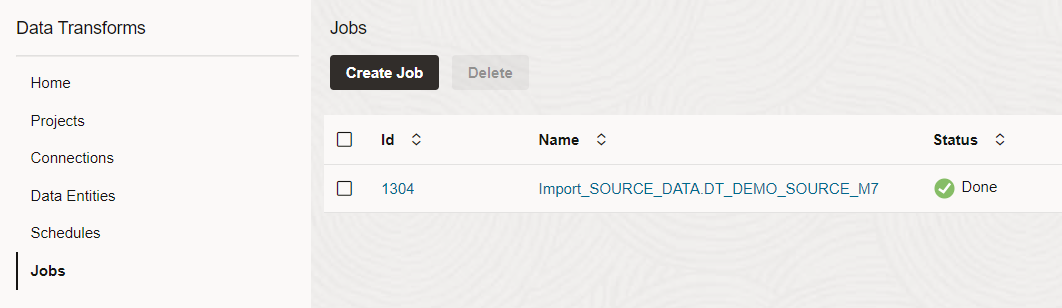 Data Transforms
Home
Projects
Connections
Data Entities
Schedules
Jobs
Jobs
Create Job Delete
Id Name Status
1304 Import_SOURCE_DATA.DT_DEMO_SOURCE_M7 Done